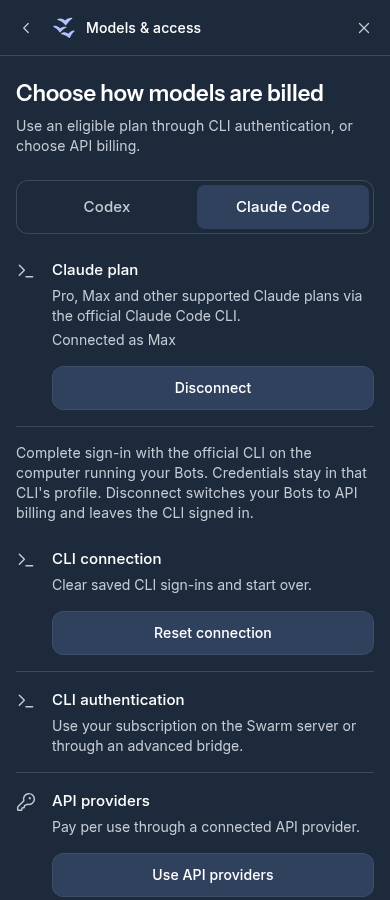 Models & access
Choose how models are billed
Use an eligible plan through CLI authentication, or
choose API billing.
Codex
Claude Code
Claude plan
Pro, Max and other supported Claude plans via
the official Claude Code CLI.
Connected as Max
Disconnect
Complete sign-in with the official CLI on the
computer running your Bots. Credentials stay in that
CLI's profile. Disconnect switches your Bots to API
billing and leaves the CLI signed in.
CLI connection
Clear saved CLI sign-ins and start over.
Reset connection
CLI authentication
Use your subscription on the Swarm server or
through an advanced bridge.
API providers
Pay per use through a connected API provider.
Use API providers